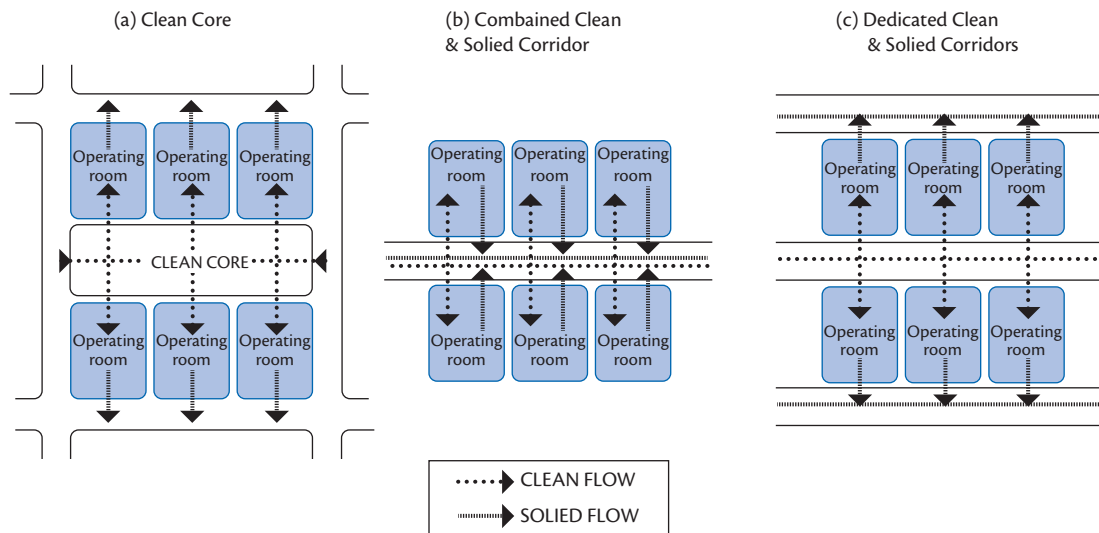 (a) Clean Core
(b) Combained Clean
& Solied Corridor
(c) Dedicated Clean
& Solied Corridors
Operating
room
Operating
room
Operating
room
CLEAN CORE
Operating
room
Operating
room
Operating
room
Operating
room
Operating
room
Operating
room
Operating
room
Operating
room
Operating
room
Operating
room
Operating
room
Operating
room
Operating
room
Operating
room
Operating
room
CLEAN FLOW
SOLIED FLOW